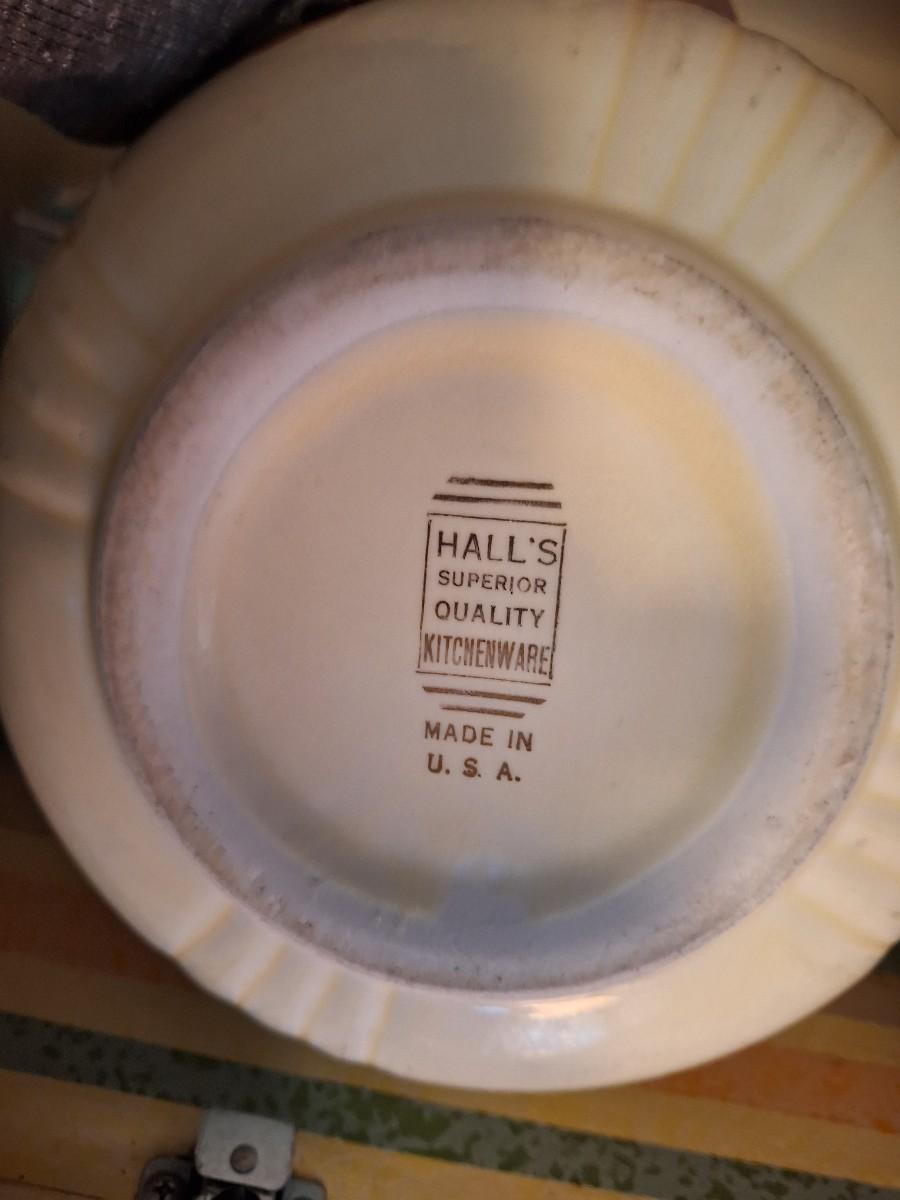 HALL'S
SUPERIOR
QUALITY
KITCHENWARE
MADE IN
U. S. A.